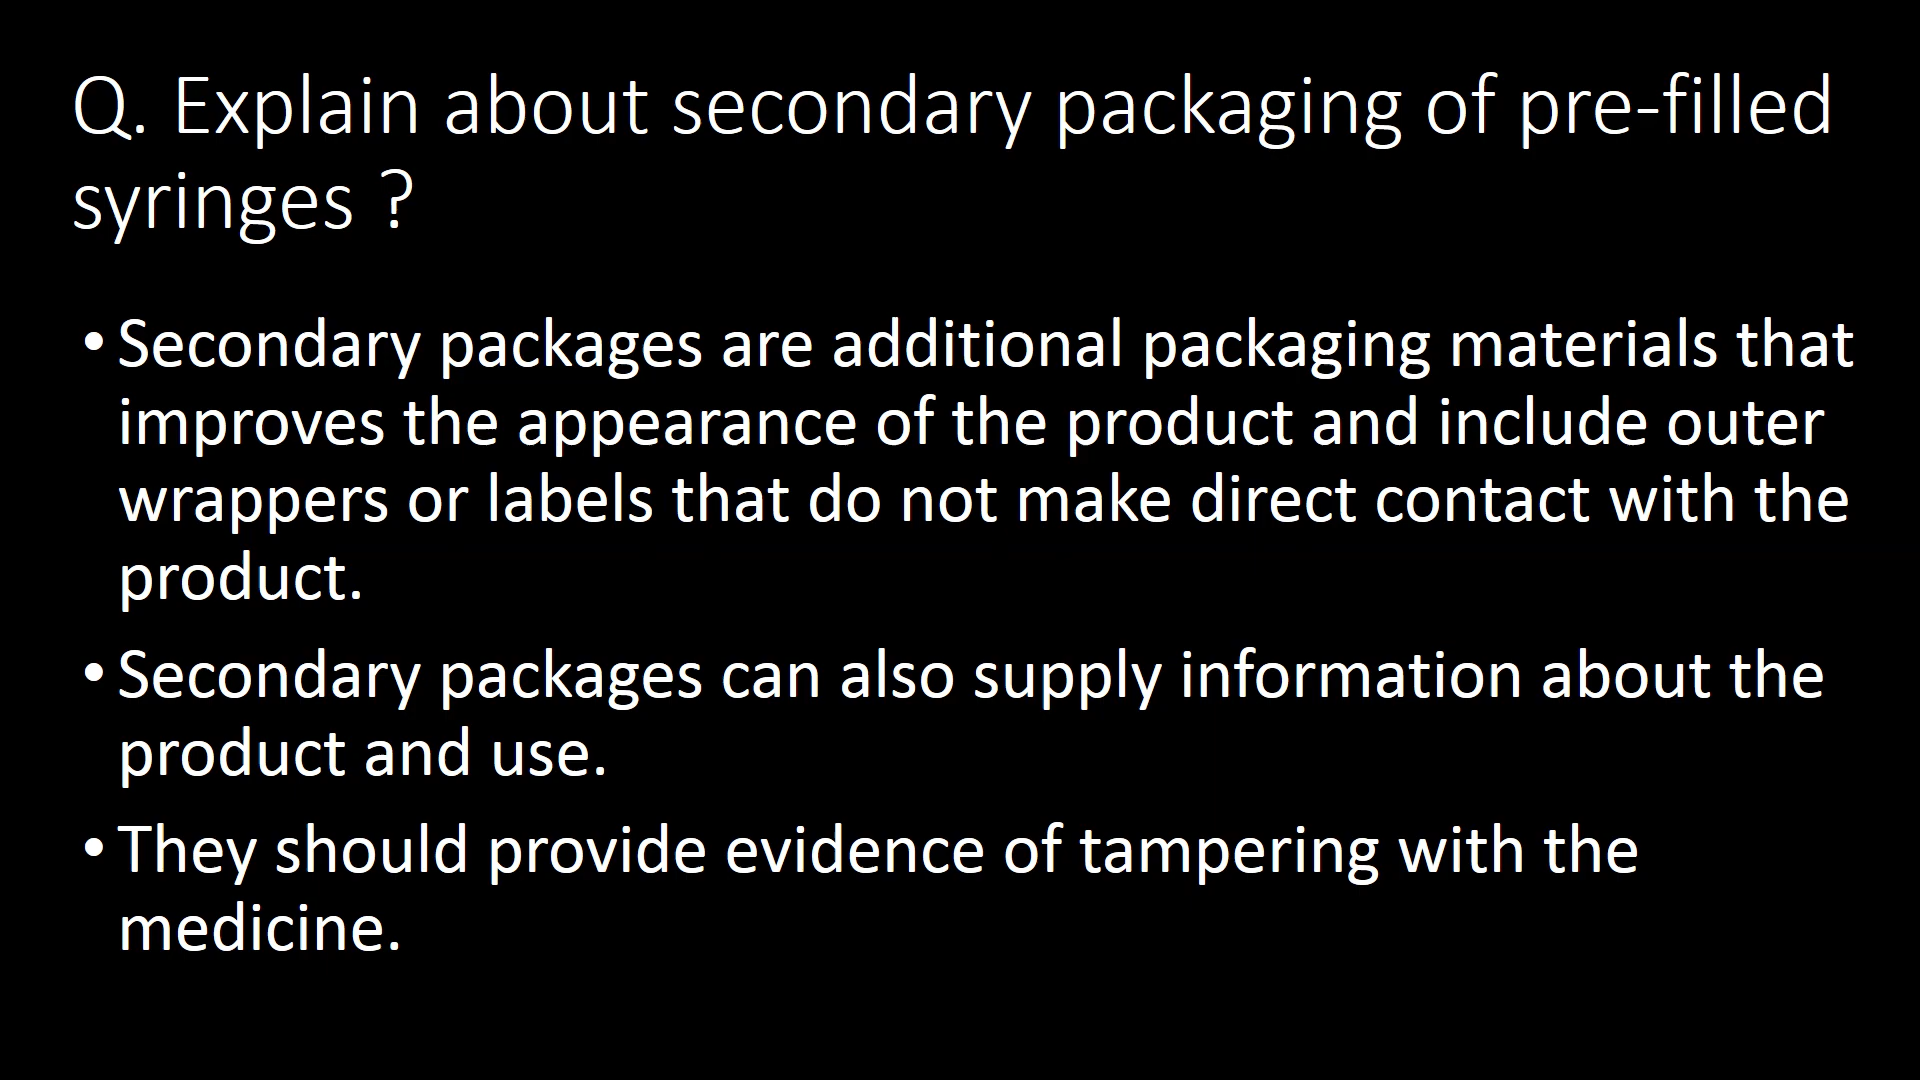 Q. Explain about secondary packaging of pre-filled
syringes ?
• Secondary packages are additional packaging materials that
improves the appearance of the product and include outer
wrappers or labels that do not make direct contact with the
product.
• Secondary packages can also supply information about the
product and use.
• They should provide evidence of tampering with the
medicine.